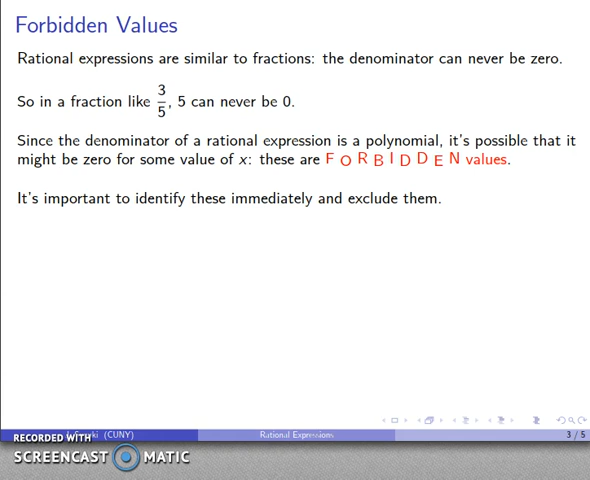 Forbidden Values
Rational expressions are similar to fractions: the denominator can never be zero.
So in a fraction like 3/5, 5 can never be 0.
Since the denominator of a rational expression is a polynomial, it's possible that it
might be zero for some value of x: these are FORBIDDEN values.
It's important to identify these immediately and exclude them.
(CUNY) Rational Expressions 3 / 5
RECORDED WITH
SCREENCAST MATIC